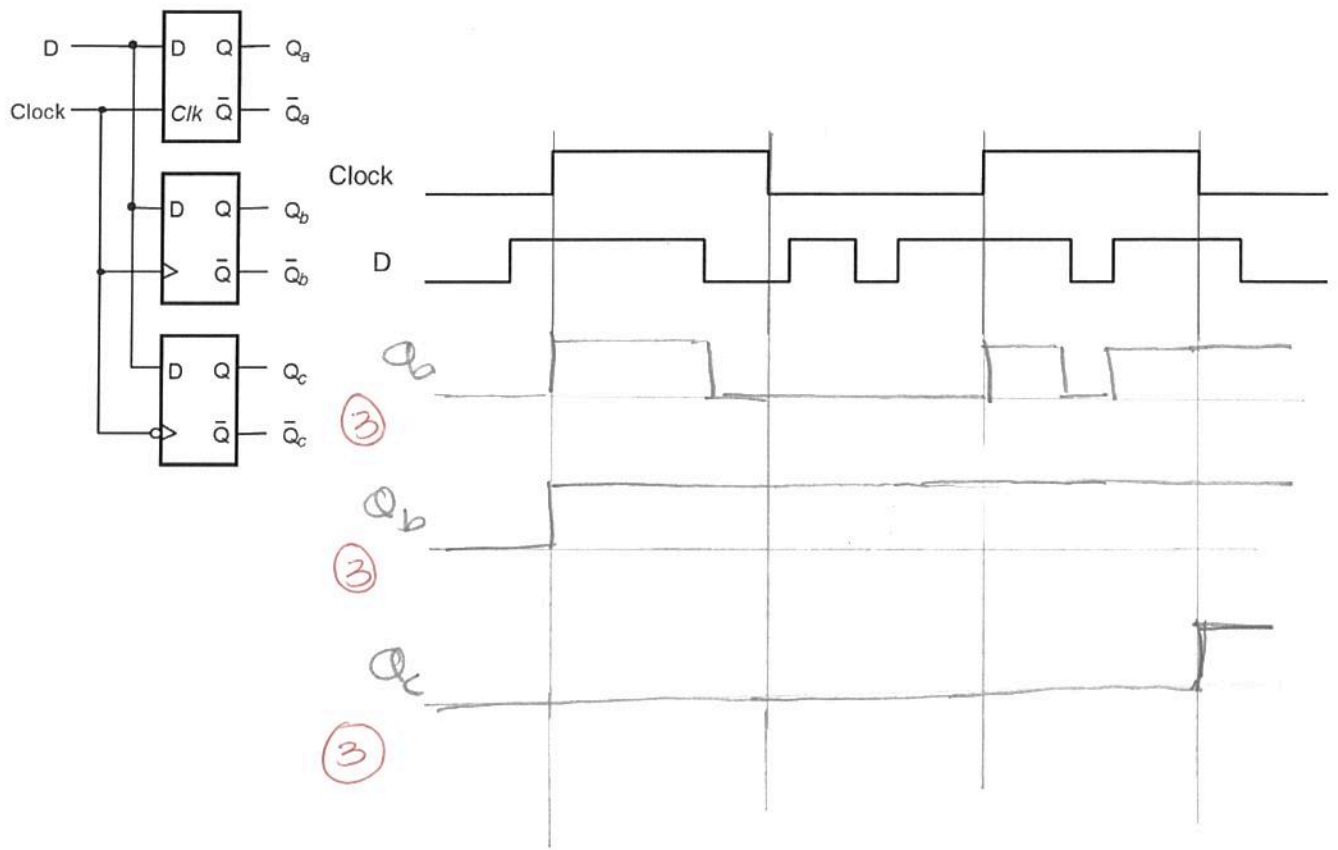 D D Q Qa
Clock Clk Q̄ Q̄a
D Q Qb
Q̄ Q̄b
D Q Qc
Q̄ Q̄c
Clock
D
Qa
③
Qb
③
Qc
③